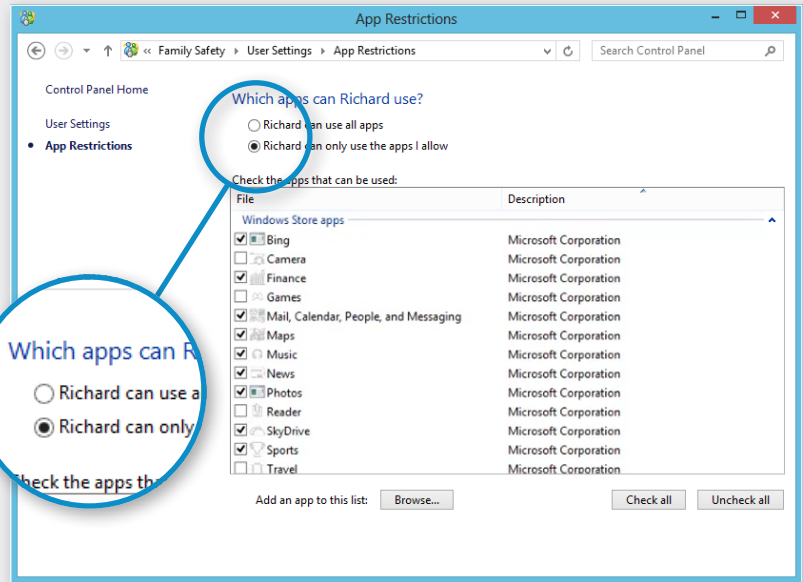 App Restrictions
« Family Safety User Settings App Restrictions
Search Control Panel
Control Panel Home
User Settings
• App Restrictions
Which apps can Richard use?
Richard can use all apps
Richard can only use the apps I allow
Check the apps that can be used:
File Description
Windows Store apps
Bing Microsoft Corporation
Camera Microsoft Corporation
Finance Microsoft Corporation
Games Microsoft Corporation
Mail, Calendar, People, and Messaging Microsoft Corporation
Maps Microsoft Corporation
Music Microsoft Corporation
News Microsoft Corporation
Photos Microsoft Corporation
Reader Microsoft Corporation
SkyDrive Microsoft Corporation
Sports Microsoft Corporation
Travel Microsoft Corporation
Add an app to this list: Browse... Check all Uncheck all
Which apps can R
Richard can use a
Richard can only
Check the apps tha